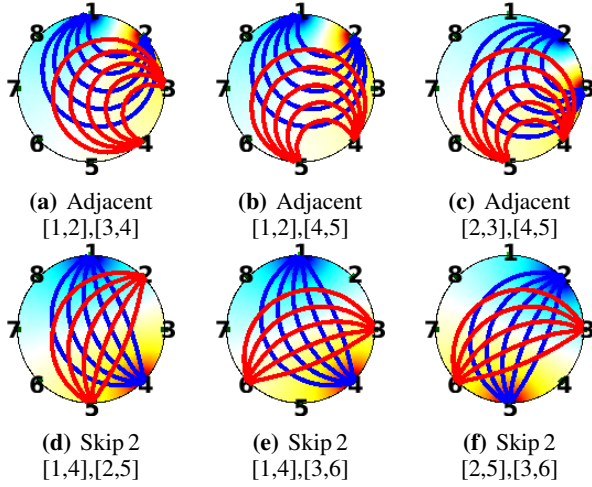 1 1 1
8 2 8 2 8 2
7 3 7 3 7 3
6 4 6 4 6 4
5 5 5
(a) Adjacent (b) Adjacent (c) Adjacent
[1,2],[3,4] [1,2],[4,5] [2,3],[4,5]
1 1 1
8 2 8 2 8 2
7 3 7 3 7 3
6 4 6 4 6 4
5 5 5
(d) Skip 2 (e) Skip 2 (f) Skip 2
[1,4],[2,5] [1,4],[3,6] [2,5],[3,6]